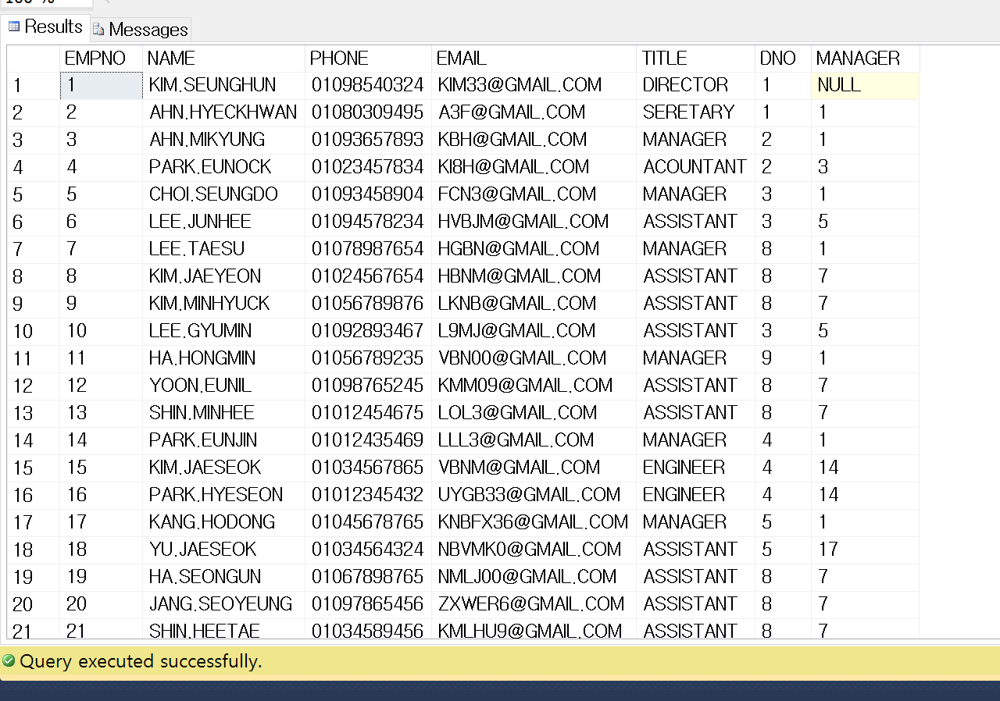 Results Messages
EMPNO NAME PHONE EMAIL TITLE DNO MANAGER
1 1 KIM.SEUNGHUN 01098540324 KIM33@GMAIL.COM DIRECTOR 1 NULL
2 2 AHN.HYECKHWAN 01080309495 A3F@GMAIL.COM SERETARY 1 1
3 3 AHN.MIKYUNG 01093657893 KBH@GMAIL.COM MANAGER 2 1
4 4 PARK.EUNOCK 01023457834 KI8H@GMAIL.COM ACOUNTANT 2 3
5 5 CHOI.SEUNGDO 01093458904 FCN3@GMAIL.COM MANAGER 3 1
6 6 LEE.JUNHEE 01094578234 HVBJM@GMAIL.COM ASSISTANT 3 5
7 7 LEE.TAESU 01078987654 HGBN@GMAIL.COM MANAGER 8 1
8 8 KIM.JAEYEON 01024567654 HBNM@GMAIL.COM ASSISTANT 8 7
9 9 KIM.MINHYUCK 01056789876 LKNB@GMAIL.COM ASSISTANT 8 7
10 10 LEE.GYUMIN 01092893467 L9MJ@GMAIL.COM ASSISTANT 3 5
11 11 HA.HONGMIN 01056789235 VBN00@GMAIL.COM MANAGER 9 1
12 12 YOON.EUNIL 01098765245 KMM09@GMAIL.COM ASSISTANT 8 7
13 13 SHIN.MINHEE 01012454675 LOL3@GMAIL.COM ASSISTANT 8 7
14 14 PARK.EUNJIN 01012435469 LLL3@GMAIL.COM MANAGER 4 1
15 15 KIM.JAESEOK 01034567865 VBNM@GMAIL.COM ENGINEER 4 14
16 16 PARK.HYESEON 01012345432 UYGB33@GMAIL.COM ENGINEER 4 14
17 17 KANG.HODONG 01045678765 KNBFX36@GMAIL.COM MANAGER 5 1
18 18 YU.JAESEOK 01034564324 NBVMK0@GMAIL.COM ASSISTANT 5 17
19 19 HA.SEONGUN 01067898765 NMLJ00@GMAIL.COM ASSISTANT 8 7
20 20 JANG.SEOYEUNG 01097865456 ZXWER6@GMAIL.COM ASSISTANT 8 7
21 21 SHIN.HEETAE 01034589456 KMLHU9@GMAIL.COM ASSISTANT 8 7
Query executed successfully.